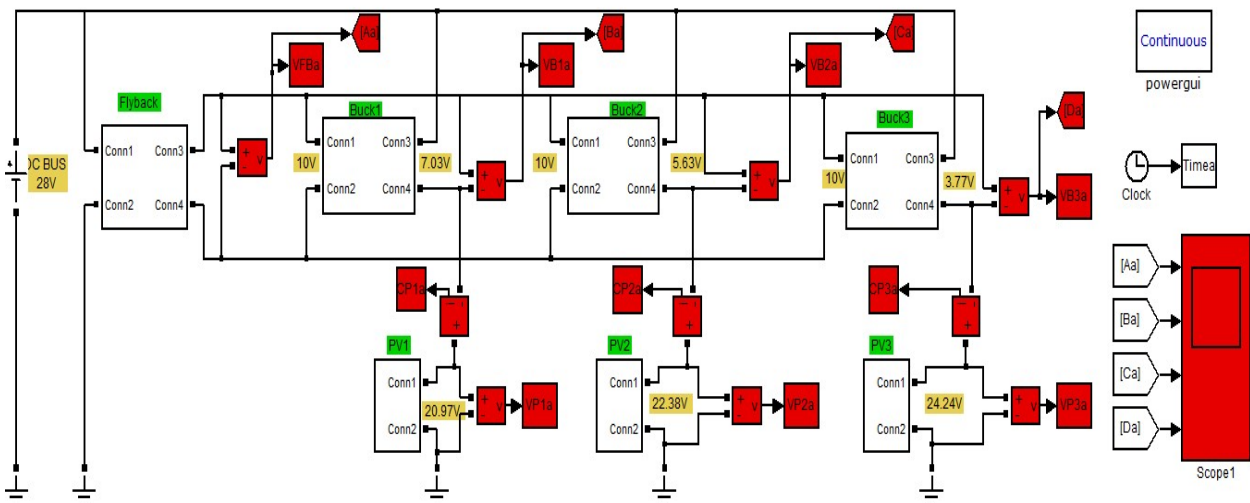 [Aa]
[Ba]
[Ca]
Continuous
powergui
VFBa
VB1a
VB2a
Flyback
Buck1
Buck2
Buck3
[Da]
Conn1 Conn3
Conn2 Conn4
+
-
v
10V
Conn1 Conn3
Conn2 Conn4
7.03V
+
-
v
10V
Conn1 Conn3
Conn2 Conn4
5.63V
+
-
v
10V
Conn1 Conn3
Conn2 Conn4
3.77V
+
-
v
VB3a
+
DC BUS
28V
Clock
Timea
CP1a
CP2a
CP3a
- i
+
- i
+
- i
+
PV1
PV2
PV3
Conn1
Conn2
20.97V
+
-
v
VP1a
Conn1
Conn2
22.38V
+
-
v
VP2a
Conn1
Conn2
24.24V
+
-
v
VP3a
[Aa]
[Ba]
[Ca]
[Da]
Scope1